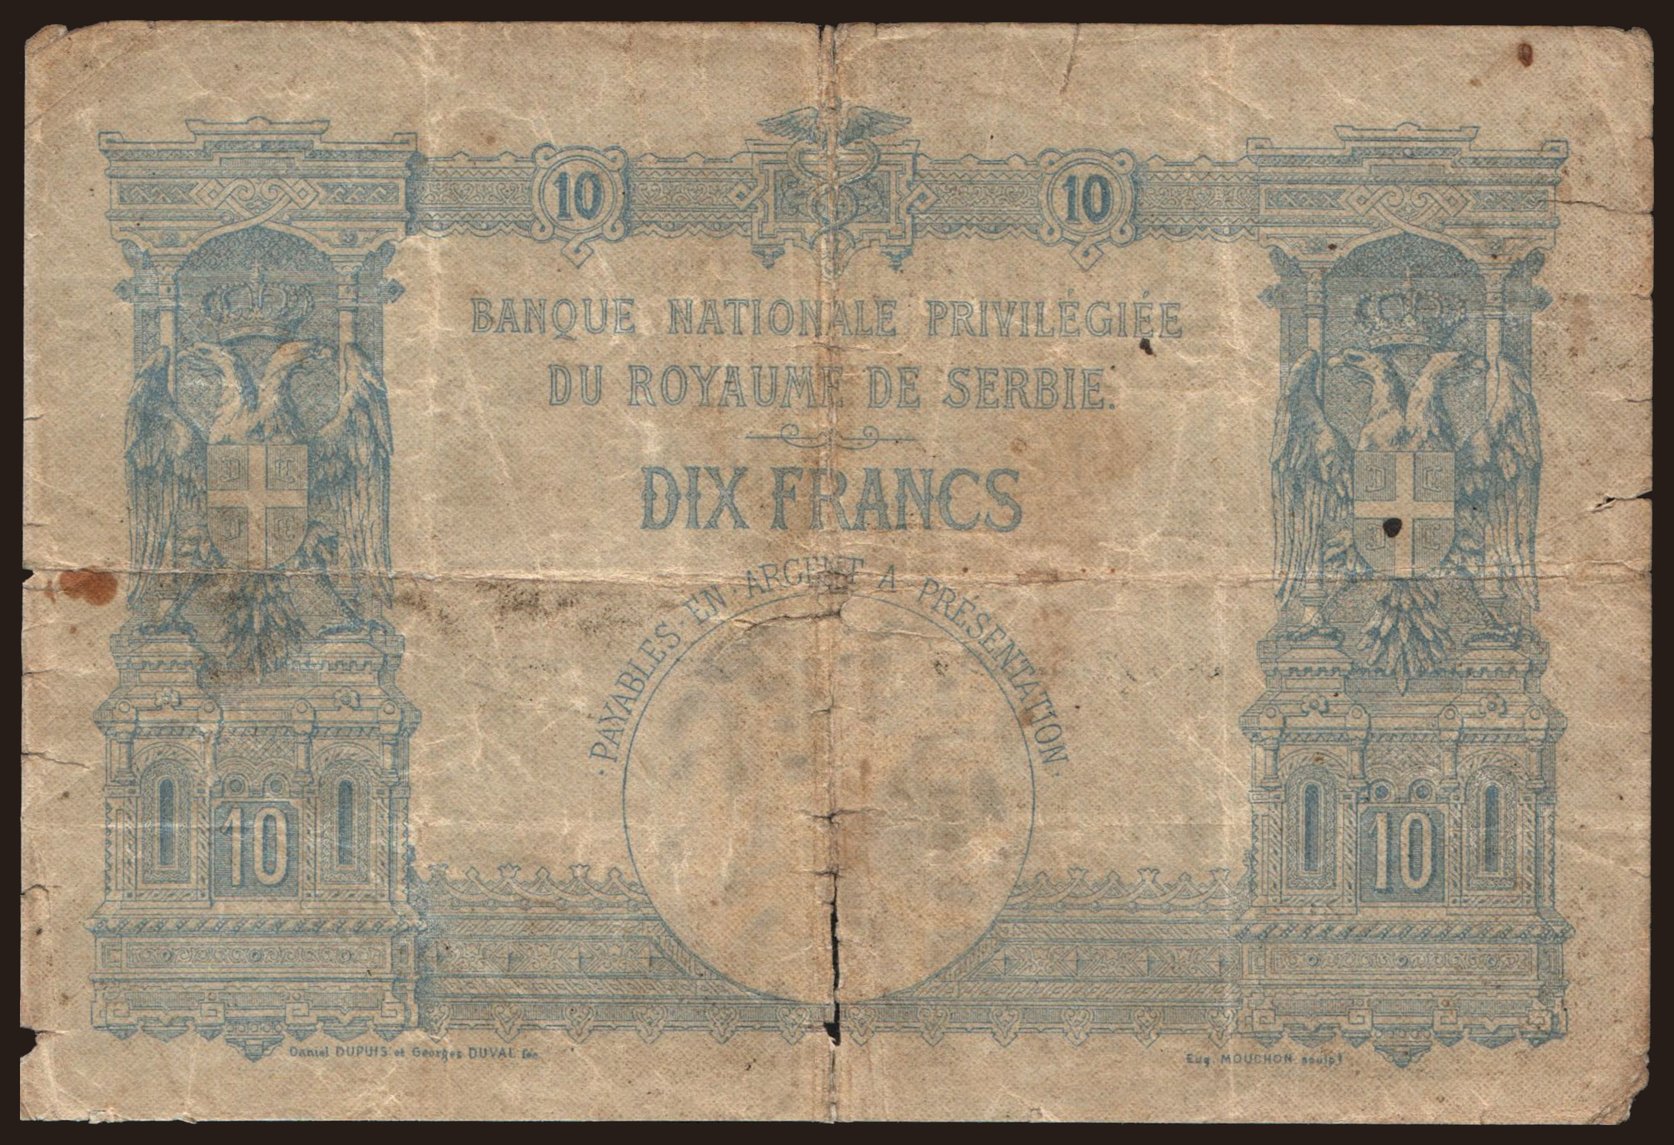 10 10
BANQUE NATIONALE PRIVILÉGIÉE
DU ROYAUME DE SERBIE.
DIX FRANCS
· PAYABLES · EN · ARGENT A · PRÉSENTATION ·
10 10
Daniel DUPUIS et Georges DUVAL fec.
Eug. MOUCHON sculpt